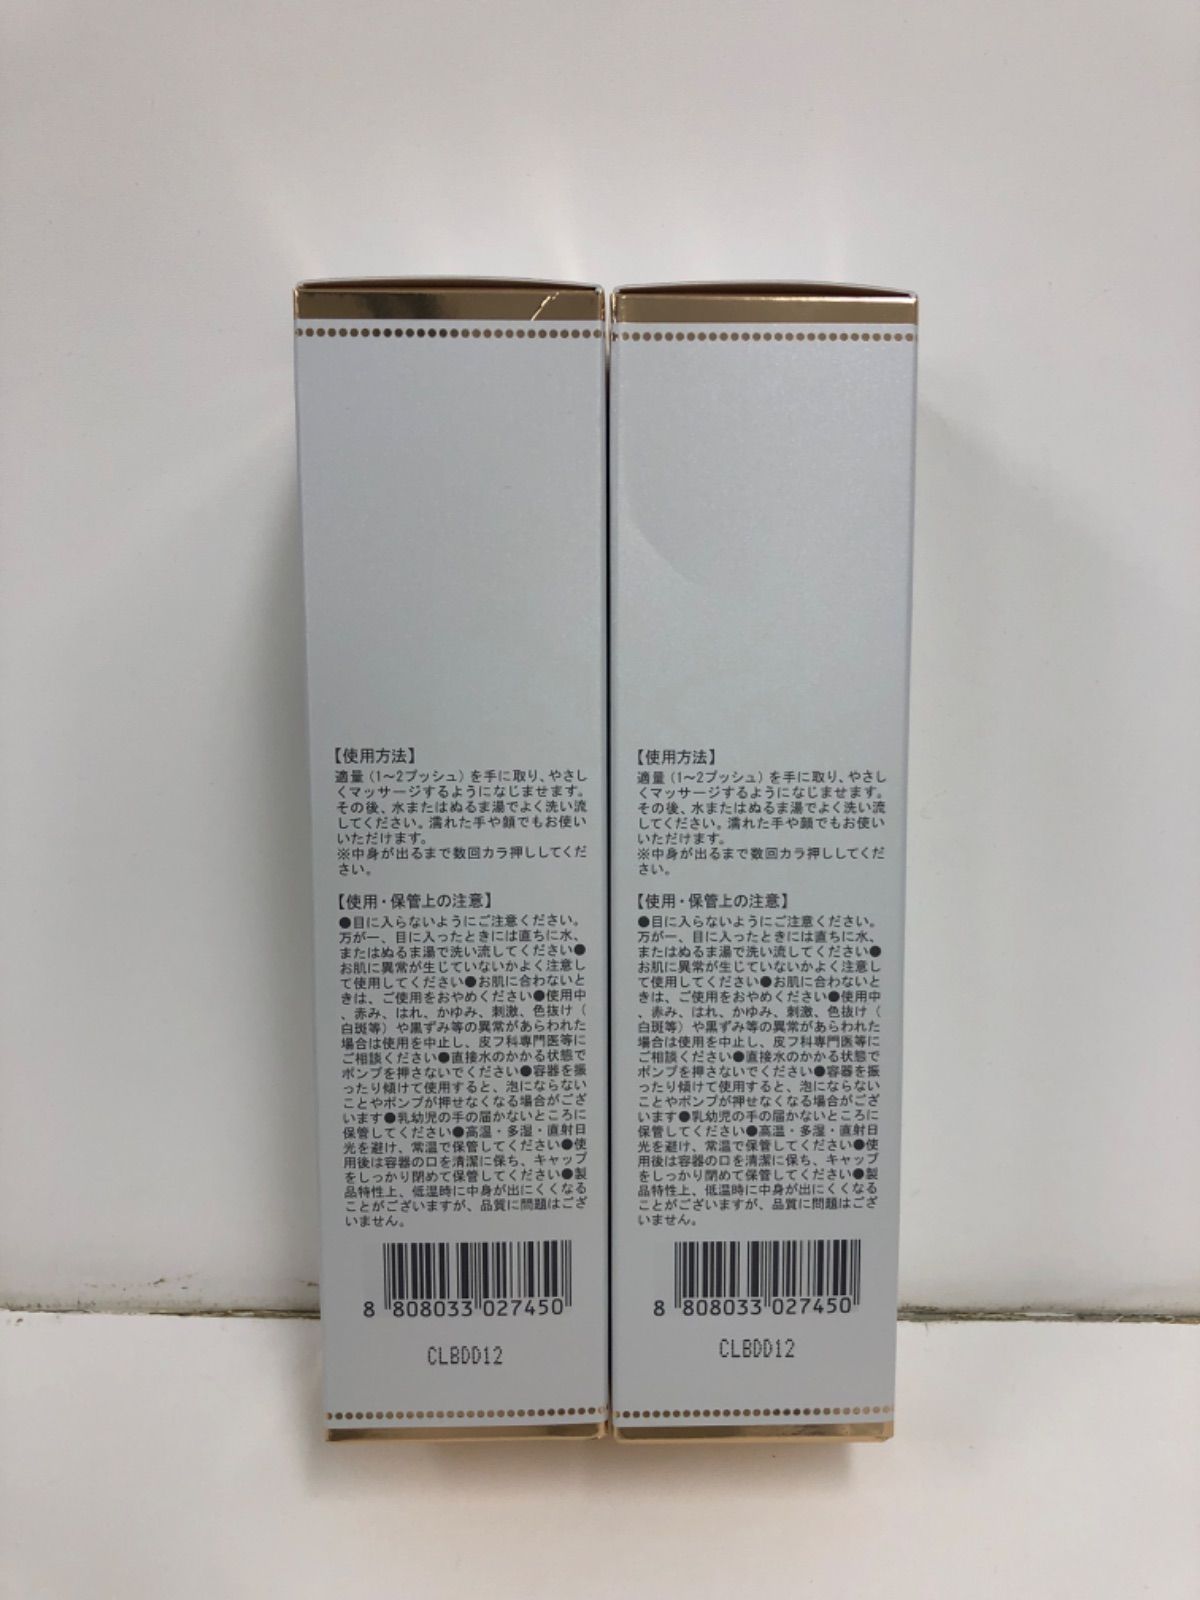 【使用方法】
適量（1～2プッシュ）を手に取り、やさし
くマッサージするようになじませます。
その後、水またはぬるま湯でよく洗い流
してください。濡れた手や顔でもお使い
いただけます。
※中身が出るまで数回カラ押ししてくだ
さい。
【使用・保管上の注意】
●目に入らないようにご注意ください。
万が一、目に入ったときには直ちに水、
またはぬるま湯で洗い流してください●
お肌に異常が生じていないかよく注意し
て使用してください●お肌に合わないと
きは、ご使用をおやめください●使用中
、赤み、はれ、かゆみ、刺激、色抜け（
白斑等）や黒ずみ等の異常があらわれた
場合は使用を中止し、皮フ科専門医等に
ご相談ください●直接水のかかる状態で
ポンプを押さないでください●容器を振
ったり傾けて使用すると、泡にならない
ことやポンプが押せなくなる場合がござ
います●乳幼児の手の届かないところに
保管してください●高温・多湿・直射日
光を避け、常温で保管してください●使
用後は容器の口を清潔に保ち、キャップ
をしっかり閉めて保管してください●製
品特性上、低温時に中身が出にくくなる
ことがございますが、品質に問題はござ
いません。
8 808033 027450
CLBDD12
【使用方法】
適量（1～2プッシュ）を手に取り、やさし
くマッサージするようになじませます。
その後、水またはぬるま湯でよく洗い流
してください。濡れた手や顔でもお使い
いただけます。
※中身が出るまで数回カラ押ししてくだ
さい。
【使用・保管上の注意】
●目に入らないようにご注意ください。
万が一、目に入ったときには直ちに水、
またはぬるま湯で洗い流してください●
お肌に異常が生じていないかよく注意し
て使用してください●お肌に合わないと
きは、ご使用をおやめください●使用中
、赤み、はれ、かゆみ、刺激、色抜け（
白斑等）や黒ずみ等の異常があらわれた
場合は使用を中止し、皮フ科専門医等に
ご相談ください●直接水のかかる状態で
ポンプを押さないでください●容器を振
ったり傾けて使用すると、泡にならない
ことやポンプが押せなくなる場合がござ
います●乳幼児の手の届かないところに
保管してください●高温・多湿・直射日
光を避け、常温で保管してください●使
用後は容器の口を清潔に保ち、キャップ
をしっかり閉めて保管してください●製
品特性上、低温時に中身が出にくくなる
ことがございますが、品質に問題はござ
いません。
8 808033 027450
CLBDD12